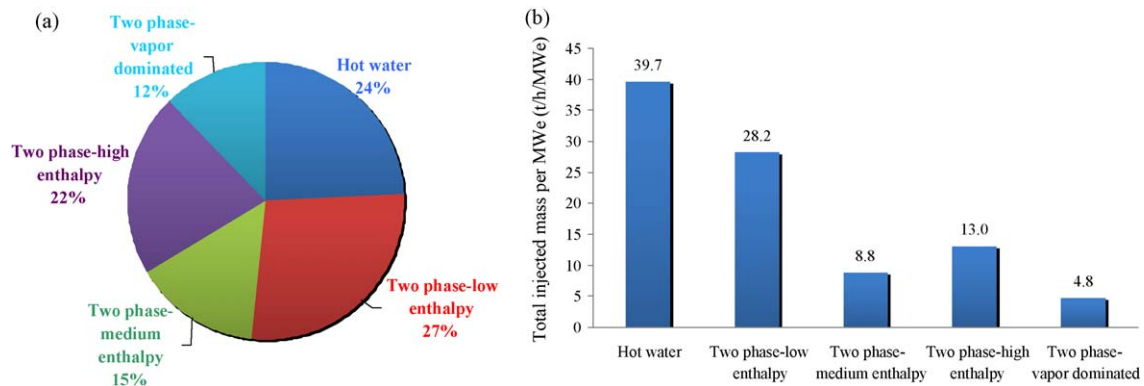 (a)
Two phase-
vapor
dominated
12%
Hot water
24%
Two phase-high
enthalpy
22%
Two phase-low
enthalpy
27%
Two
phase-
medium
enthalpy
15%
(b)
Total injected mass per MWe (t/h/MWe)
45
40
35
30
25
20
15
10
5
0
39.7
28.2
8.8
13.0
4.8
Hot water
Two phase-low
enthalpy
Two phase-
medium enthalpy
Two phase-high
enthalpy
Two phase-
vapor dominated